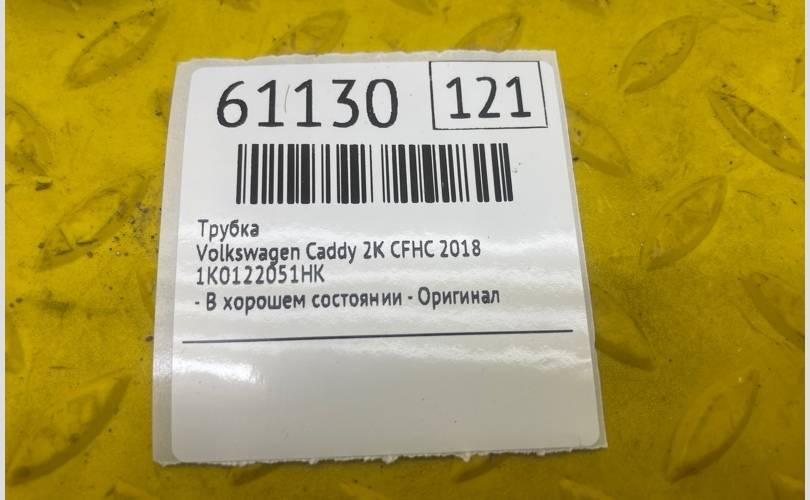 61130 121
Трубка
Volkswagen Caddy 2K CFHC 2018
1K0122051HK
- В хорошем состоянии - Оригинал